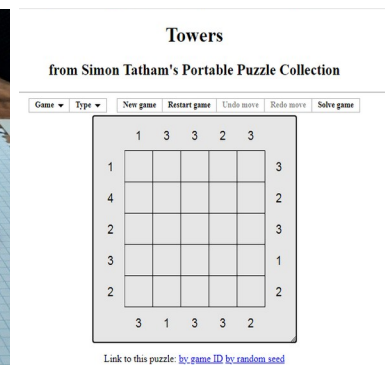 Towers
from Simon Tatham's Portable Puzzle Collection
Game ▼ Type ▼ New game Restart game Undo move Redo move Solve game
1 3 3 2 3
1 3
4 2
2 3
3 1
2 2
3 1 3 3 2
Link to this puzzle: by game ID by random seed